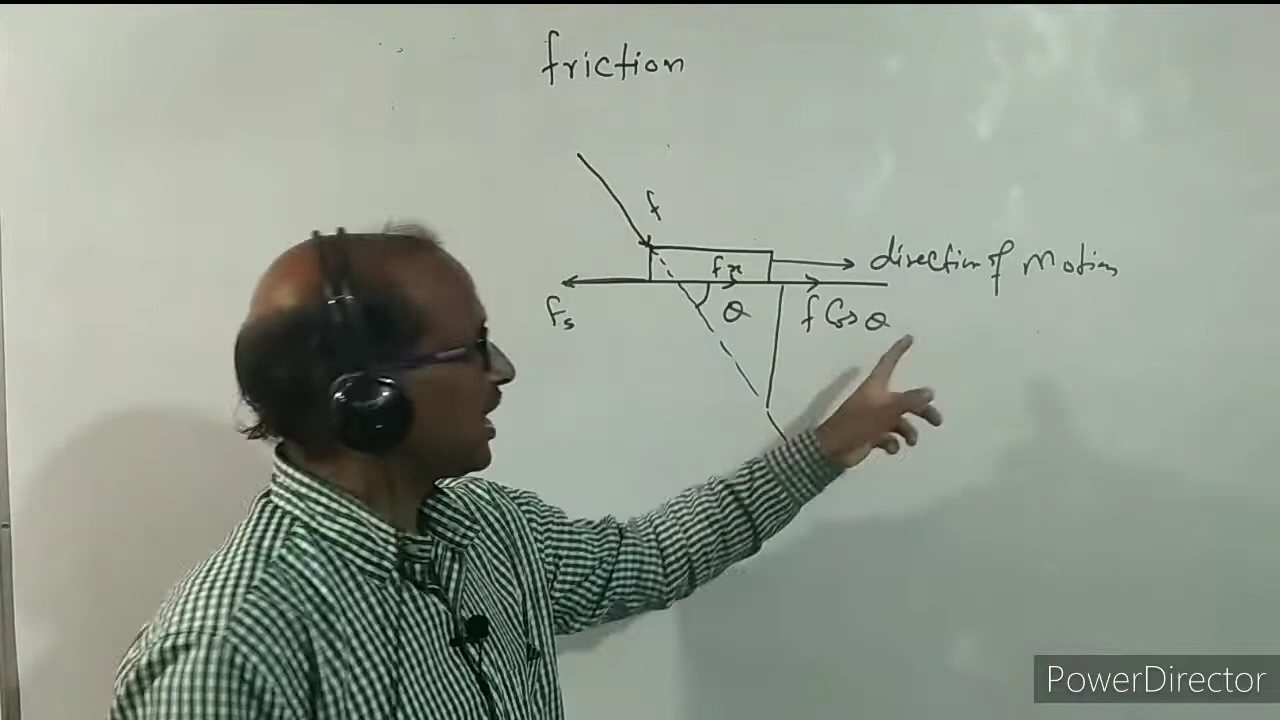 friction
f
fx
direction of Motion
Fs
θ
f Cos θ
PowerDirector